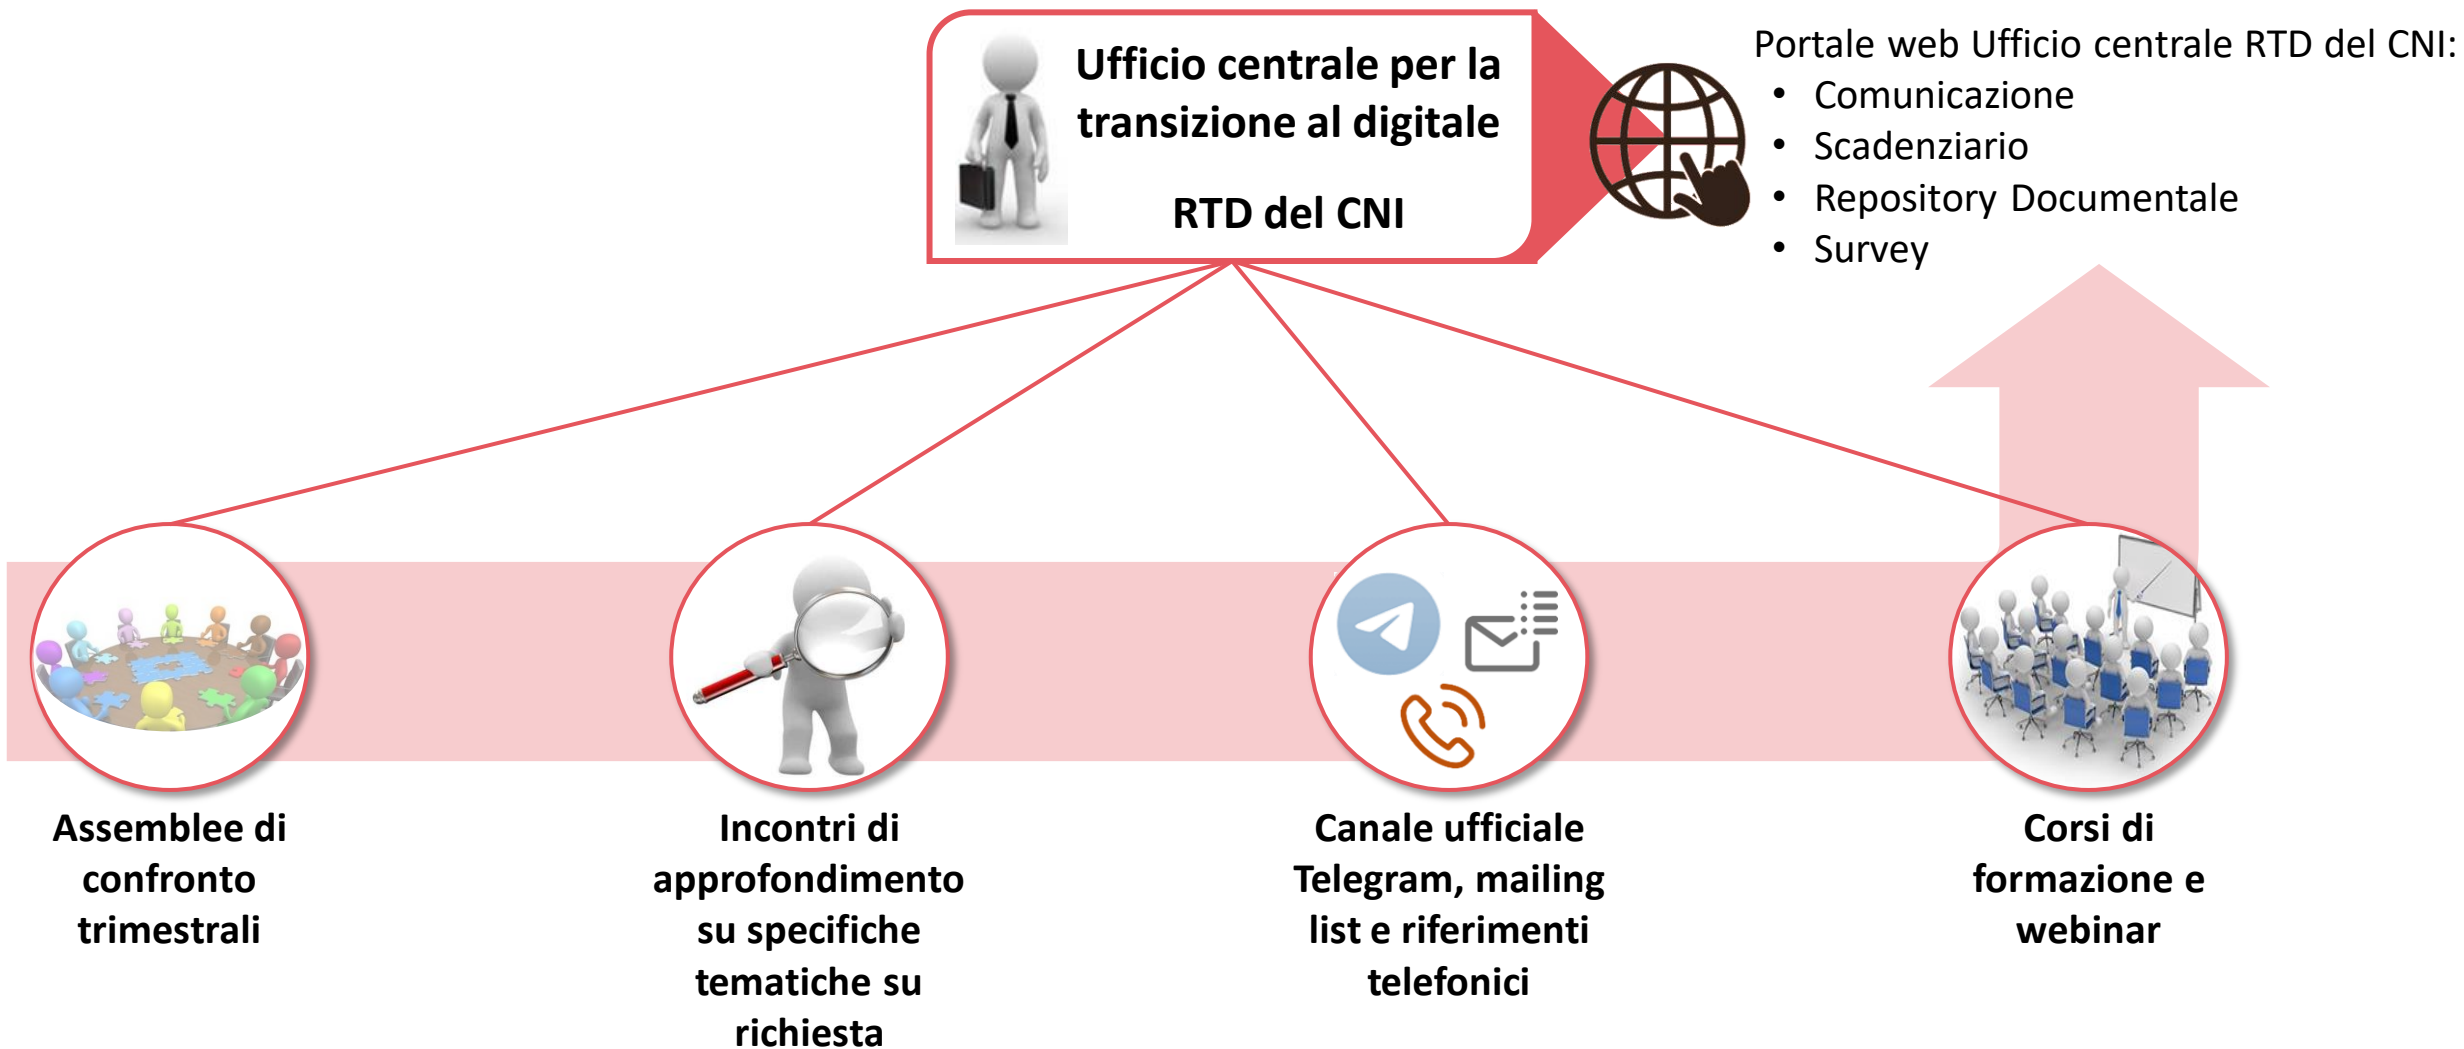 Ufficio centrale per la
transizione al digitale
RTD del CNI
Portale web Ufficio centrale RTD del CNI:
• Comunicazione
• Scadenziario
• Repository Documentale
• Survey
Assemblee di
confronto
trimestrali
Incontri di
approfondimento
su specifiche
tematiche su
richiesta
Canale ufficiale
Telegram, mailing
list e riferimenti
telefonici
Corsi di
formazione e
webinar